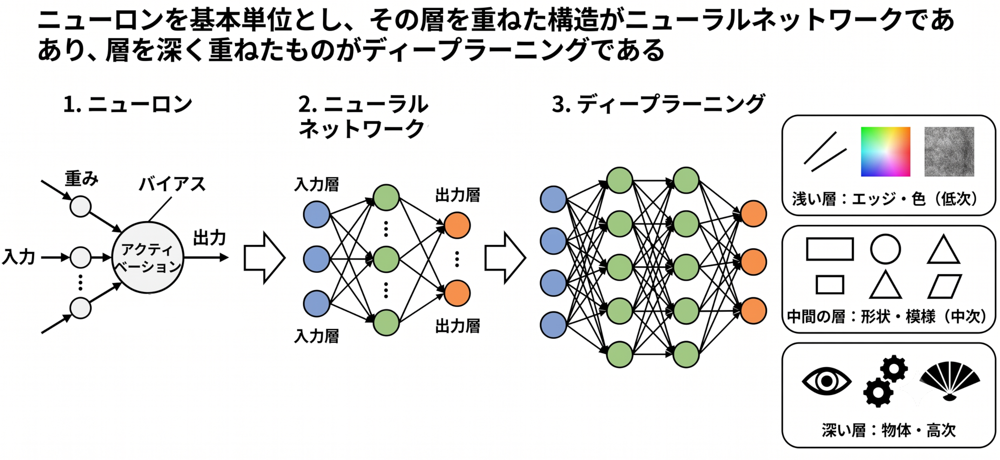 ニューロンを基本単位とし、その層を重ねた構造がニューラルネットワークであ
あり、層を深く重ねたものがディープラーニングである
1. ニューロン
重み
バイアス
入力
アクティ
ベーション
出力
2. ニューラル
ネットワーク
入力層
出力層
入力層
出力層
3. ディープラーニング
浅い層：エッジ・色（低次）
中間の層：形状・模様（中次）
深い層：物体・高次